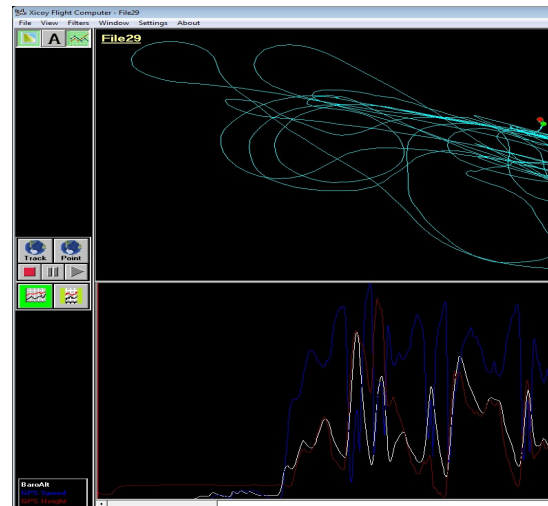 Xicoy Flight Computer - File29
File View Filters Window Settings About
A
File29
Track Point
BaroAlt
GPS Speed
GPS Height